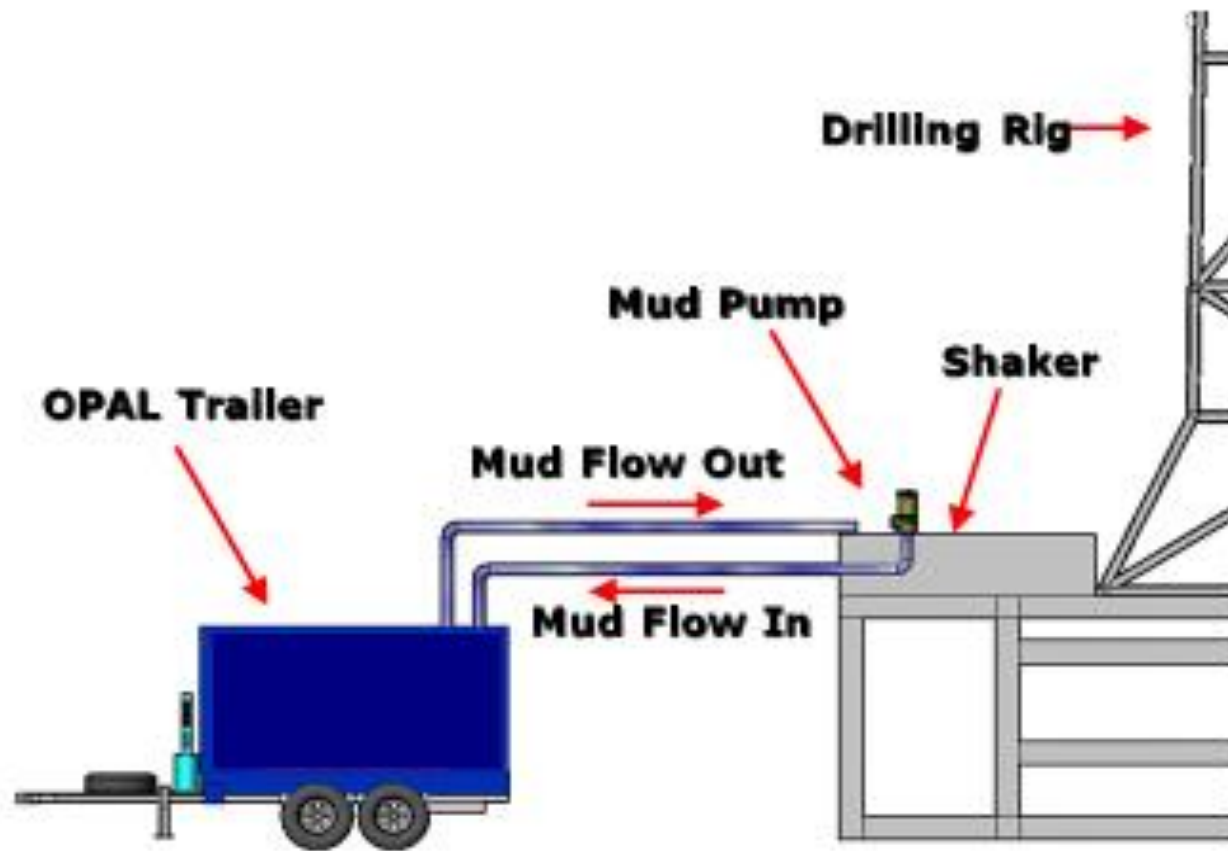 Drilling Rig
Mud Pump
Shaker
OPAL Trailer
Mud Flow Out
Mud Flow In